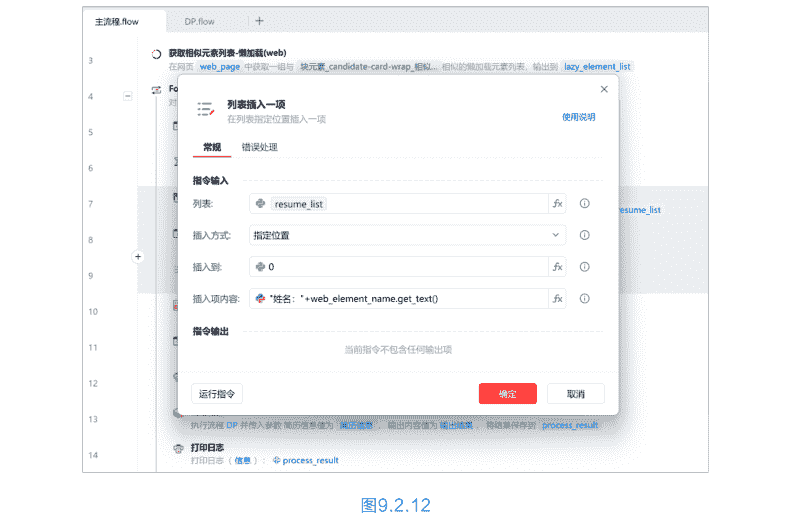 主流程.flow
DP.flow
+
3
获取相似元素列表-懒加载(web)
在网页 web_page 中获取一组与 块元素_candidate-card-wrap_相似... 相似的懒加载元素列表，输出到 lazy_element_list
4
Fo
对
列表插入一项
在列表指定位置插入一项
使用说明
5
常规
错误处理
6
指令输入
7
列表:
resume_list
fx
resume_list
8
插入方式:
指定位置
9
插入到:
0
fx
10
插入项内容:
"姓名："+web_element_name.get_text()
fx
指令输出
11
当前指令不包含任何输出项
12
运行指令
确定
取消
13
执行流程 DP 并传入参数 简历信息值为 简历信息 ，输出内容值为 输出结果 ，将结果保存到 process_result
14
打印日志
打印日志（ 信息 ）： process_result
图9.2.12